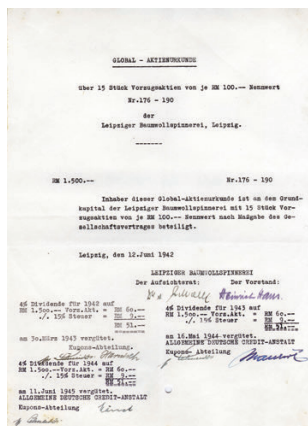 GLOBAL - AKTIENURKUNDE
über 15 Stück Vorzugsaktien von je RM 100.-- Nennwert
Nr.176 - 190
der
Leipziger Baumwollspinnerei, Leipzig.
RM 1.500.-- Nr.176 - 190
Inhaber dieser Global-Aktienurkunde ist an dem Grund-
kapital der Leipziger Baumwollspinnerei mit 15 Stück Vor-
zugsaktien von je RM 100.-- Nennwert nach Maßgabe des Ge-
sellschaftsvertrages beteiligt.
Leipzig, den 12.Juni 1942
LEIPZIGER BAUMWOLLSPINNEREI
Der Aufsichtsrat: Der Vorstand:
4% Dividende für 1942 auf
RM 1.500.--Vorz.Akt. = RM 60.--
./. 15% Steuer = RM 9.--
RM 51.--
am 30.März 1943 vergütet.
Kupons-Abteilung.
4% Dividende für 1943 auf
RM 1.500.--Vorz.Akt. = RM 60.--
./. 15% Steuer = RM 9.--
RM 51.--
am 16.Mai 1944 vergütet.
ALLGEMEINE DEUTSCHE CREDIT-ANSTALT
Kupons- Abteilung
4% Dividende für 1944 auf
RM 1.500.--Vorz.Akt. = RM 60.--
./. 15% Steuer = RM 9.--
RM 51.--
am 11.Juni 1945 vergütet.
ALLGEMEINE DEUTSCHE CREDIT-ANSTALT
Kupons-Abteilung